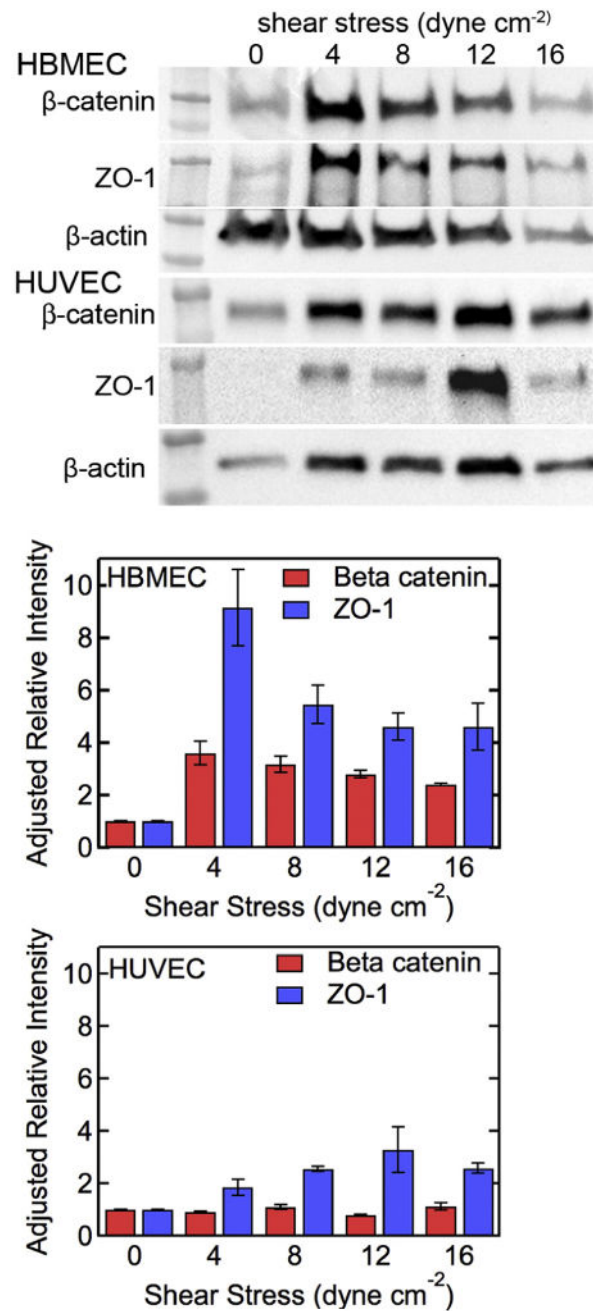 shear stress (dyne cm-2)
0 4 8 12 16
HBMEC
β-catenin
ZO-1
β-actin
HUVEC
β-catenin
ZO-1
β-actin
HBMEC
Beta catenin
ZO-1
Adjusted Relative Intensity
10
8
6
4
2
0
0 4 8 12 16
Shear Stress (dyne cm-2)
HUVEC
Beta catenin
ZO-1
Adjusted Relative Intensity
10
8
6
4
2
0
0 4 8 12 16
Shear Stress (dyne cm-2)